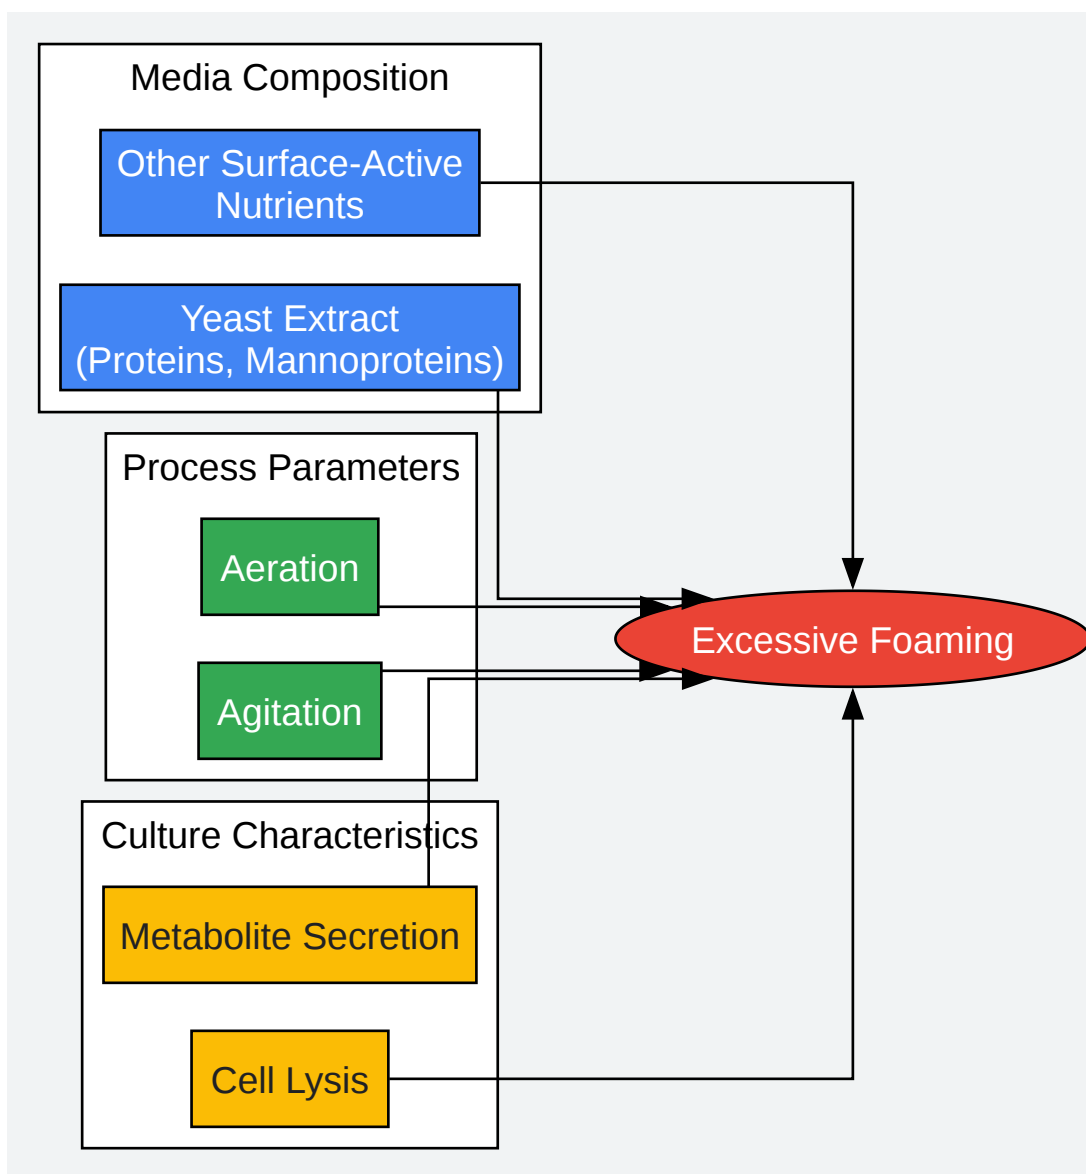 Media Composition
Other Surface-Active
Nutrients
Yeast Extract
(Proteins, Mannoproteins)
Process Parameters
Aeration
Agitation
Culture Characteristics
Metabolite Secretion
Cell Lysis
Excessive Foaming